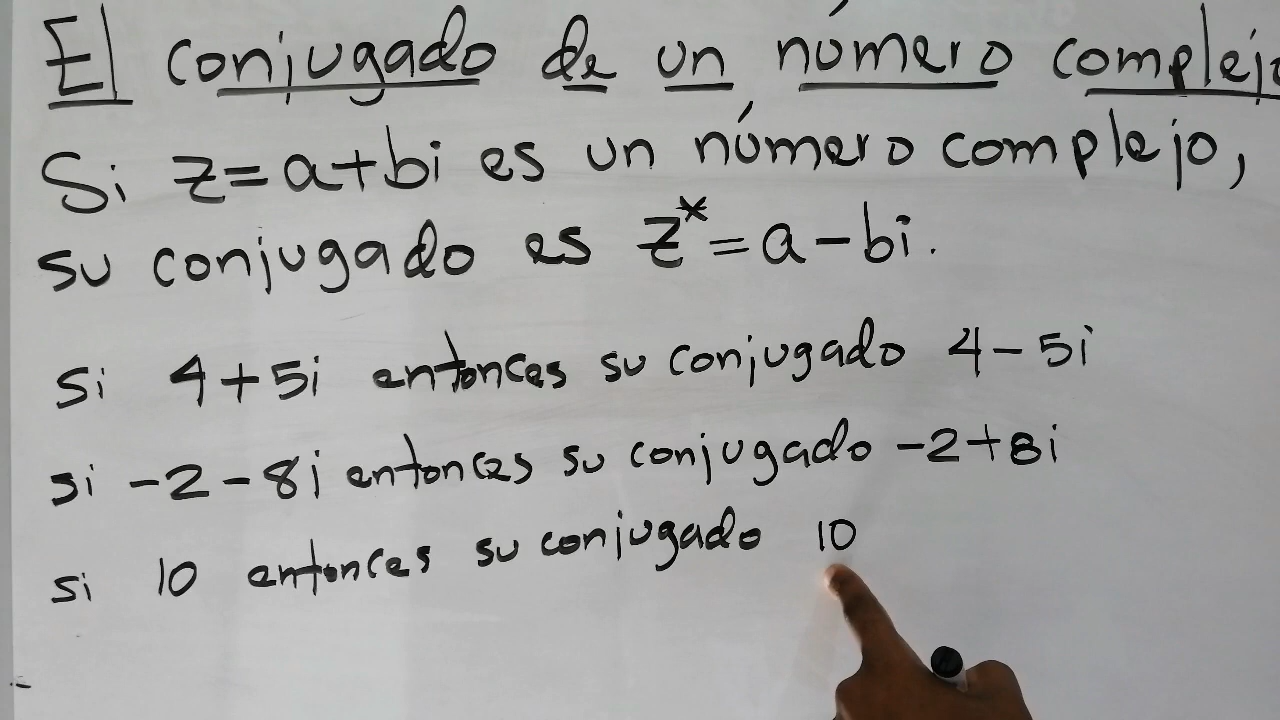 El conjugado de un número complejo
Si z=a+bi es un número complejo,
su conjugado es z*=a-bi.
si 4+5i entonces su conjugado 4-5i
si -2-8i entonces su conjugado -2+8i
si 10 entonces su conjugado 10